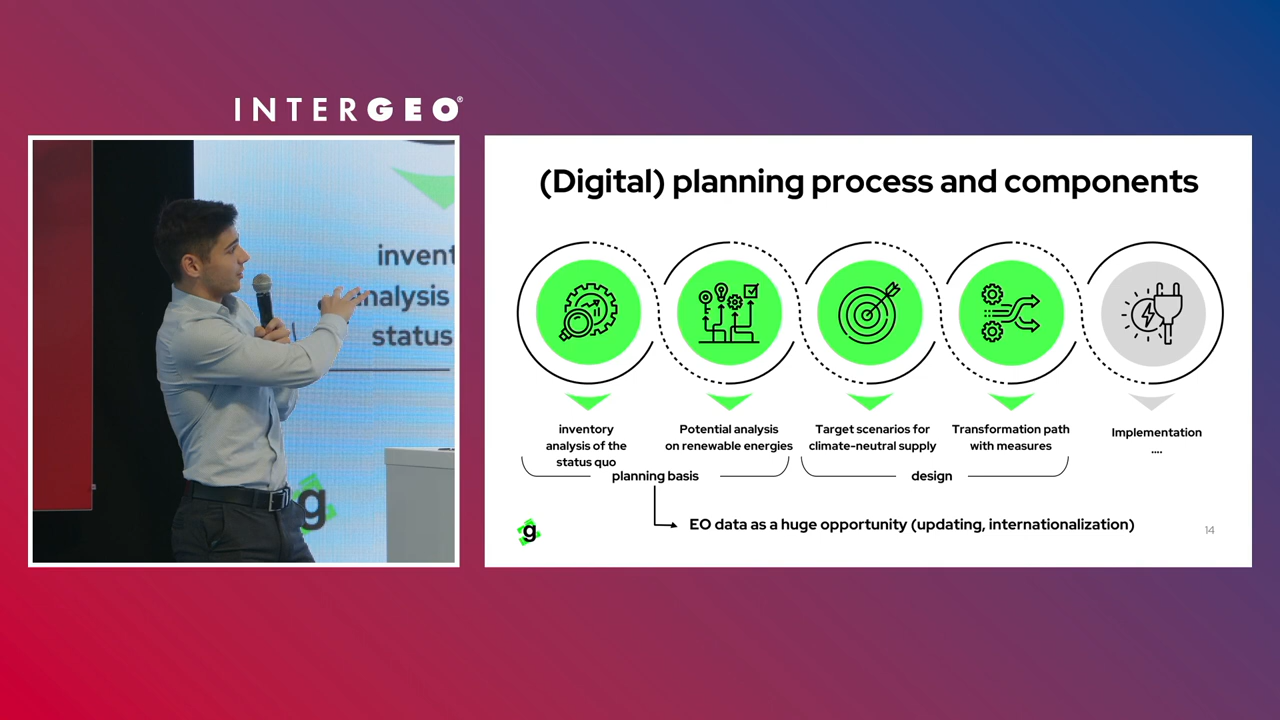 INTERGEO®
invent
analysis
status
g
(Digital) planning process and components
inventory
analysis of the
status quo
Potential analysis
on renewable energies
Target scenarios for
climate-neutral supply
Transformation path
with measures
Implementation
....
planning basis
design
EO data as a huge opportunity (updating, internationalization)
g
14